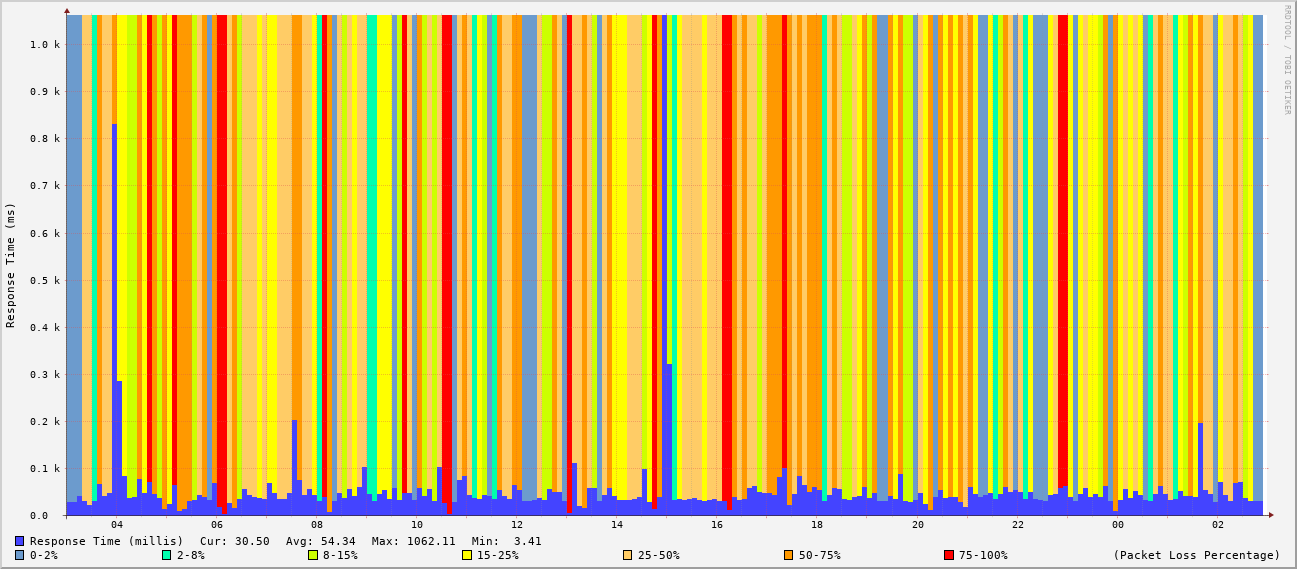 RRDTOOL / TOBI OETIKER
Response Time (ms)
1.0 k
0.9 k
0.8 k
0.7 k
0.6 k
0.5 k
0.4 k
0.3 k
0.2 k
0.1 k
0.0
04 06 08 10 12 14 16 18 20 22 00 02
Response Time (millis) Cur: 30.50 Avg: 54.34 Max: 1062.11 Min: 3.41
0-2% 2-8% 8-15% 15-25% 25-50% 50-75% 75-100% (Packet Loss Percentage)